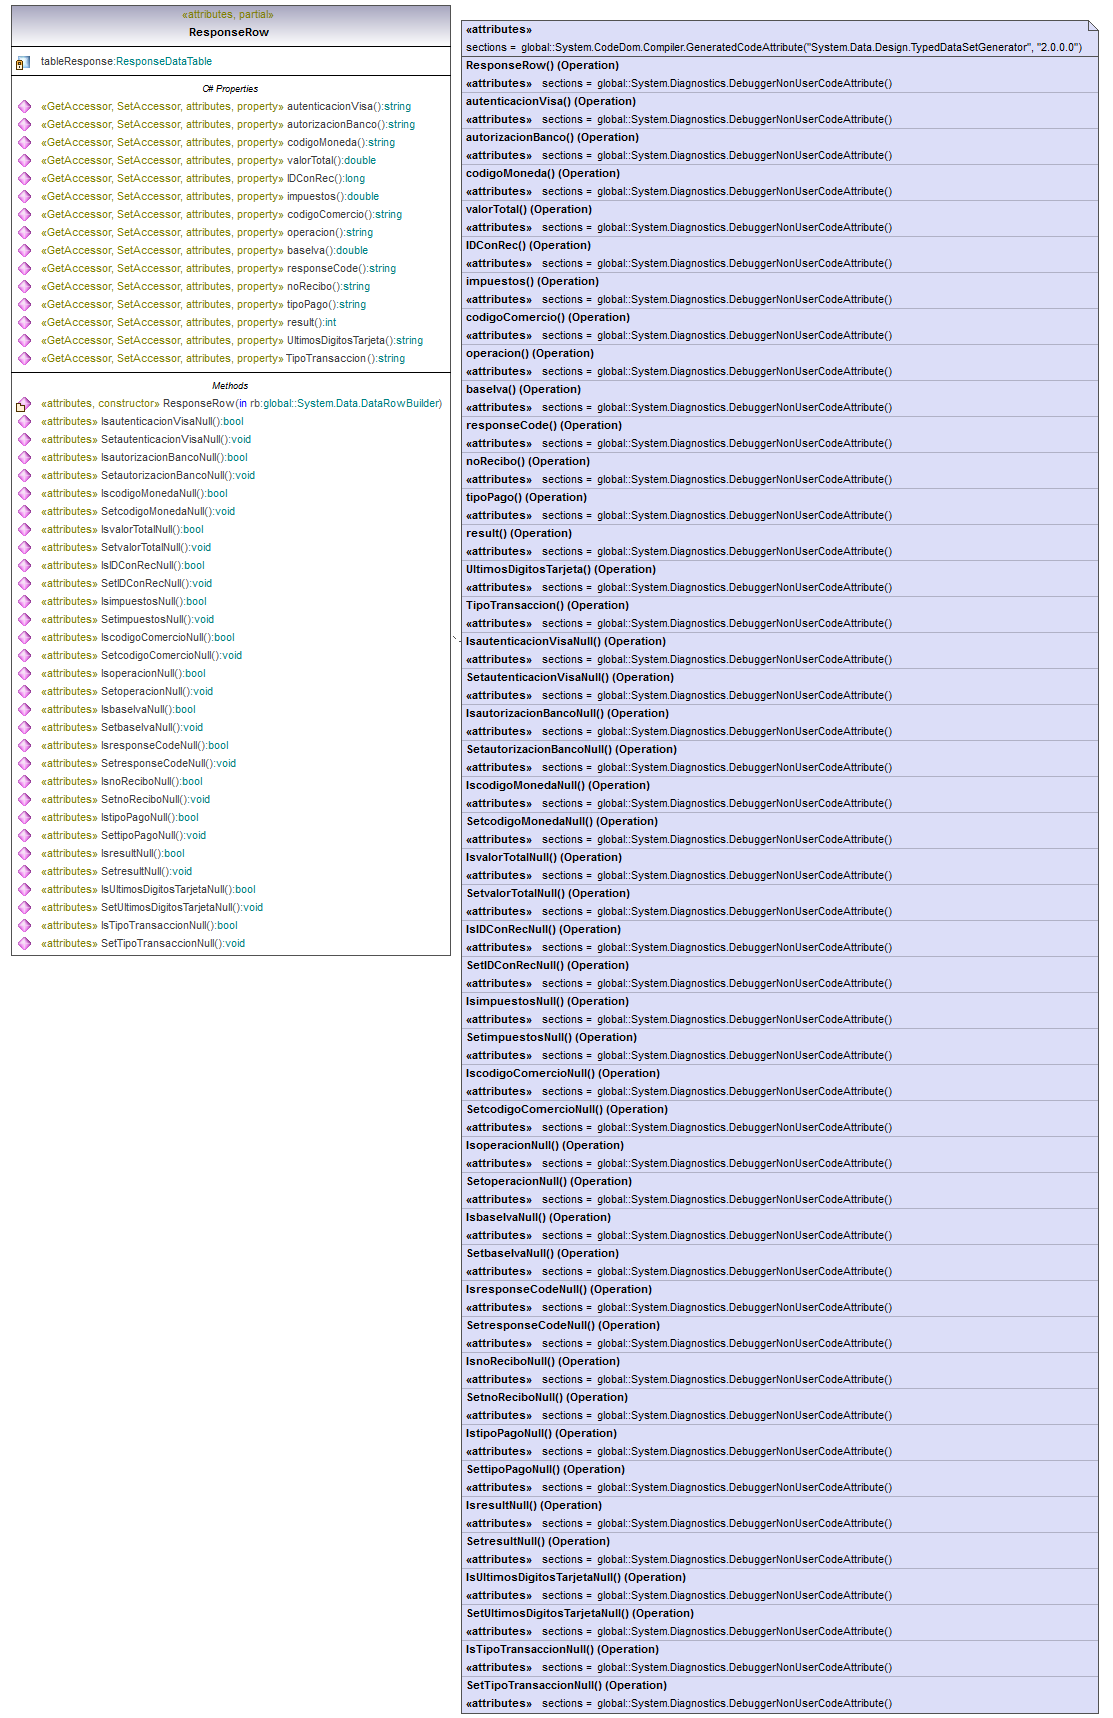 «attributes, partial»
ResponseRow
tableResponse:ResponseDataTable
C# Properties
«GetAccessor, SetAccessor, attributes, property» autenticacionVisa():string
«GetAccessor, SetAccessor, attributes, property» autorizacionBanco():string
«GetAccessor, SetAccessor, attributes, property» codigoMoneda():string
«GetAccessor, SetAccessor, attributes, property» valorTotal():double
«GetAccessor, SetAccessor, attributes, property» IDConRec():long
«GetAccessor, SetAccessor, attributes, property» impuestos():double
«GetAccessor, SetAccessor, attributes, property» codigoComercio():string
«GetAccessor, SetAccessor, attributes, property» operacion():string
«GetAccessor, SetAccessor, attributes, property» baseIva():double
«GetAccessor, SetAccessor, attributes, property» responseCode():string
«GetAccessor, SetAccessor, attributes, property» noRecibo():string
«GetAccessor, SetAccessor, attributes, property» tipoPago():string
«GetAccessor, SetAccessor, attributes, property» result():int
«GetAccessor, SetAccessor, attributes, property» UltimosDigitosTarjeta():string
«GetAccessor, SetAccessor, attributes, property» TipoTransaccion():string
Methods
«attributes, constructor» ResponseRow(in rb:global::System.Data.DataRowBuilder)
«attributes» IsautenticacionVisaNull():bool
«attributes» SetautenticacionVisaNull():void
«attributes» IsautorizacionBancoNull():bool
«attributes» SetautorizacionBancoNull():void
«attributes» IscodigoMonedaNull():bool
«attributes» SetcodigoMonedaNull():void
«attributes» IsvalorTotalNull():bool
«attributes» SetvalorTotalNull():void
«attributes» IsIDConRecNull():bool
«attributes» SetIDConRecNull():void
«attributes» IsimpuestosNull():bool
«attributes» SetimpuestosNull():void
«attributes» IscodigoComercioNull():bool
«attributes» SetcodigoComercioNull():void
«attributes» IsoperacionNull():bool
«attributes» SetoperacionNull():void
«attributes» IsbaseIvaNull():bool
«attributes» SetbaseIvaNull():void
«attributes» IsresponseCodeNull():bool
«attributes» SetresponseCodeNull():void
«attributes» IsnoReciboNull():bool
«attributes» SetnoReciboNull():void
«attributes» IstipoPagoNull():bool
«attributes» SettipoPagoNull():void
«attributes» IsresultNull():bool
«attributes» SetresultNull():void
«attributes» IsUltimosDigitosTarjetaNull():bool
«attributes» SetUltimosDigitosTarjetaNull():void
«attributes» IsTipoTransaccionNull():bool
«attributes» SetTipoTransaccionNull():void
«attributes»
sections = global::System.CodeDom.Compiler.GeneratedCodeAttribute("System.Data.Design.TypedDataSetGenerator", "2.0.0.0")
ResponseRow() (Operation)
«attributes» sections = global::System.Diagnostics.DebuggerNonUserCodeAttribute()
autenticacionVisa() (Operation)
«attributes» sections = global::System.Diagnostics.DebuggerNonUserCodeAttribute()
autorizacionBanco() (Operation)
«attributes» sections = global::System.Diagnostics.DebuggerNonUserCodeAttribute()
codigoMoneda() (Operation)
«attributes» sections = global::System.Diagnostics.DebuggerNonUserCodeAttribute()
valorTotal() (Operation)
«attributes» sections = global::System.Diagnostics.DebuggerNonUserCodeAttribute()
IDConRec() (Operation)
«attributes» sections = global::System.Diagnostics.DebuggerNonUserCodeAttribute()
impuestos() (Operation)
«attributes» sections = global::System.Diagnostics.DebuggerNonUserCodeAttribute()
codigoComercio() (Operation)
«attributes» sections = global::System.Diagnostics.DebuggerNonUserCodeAttribute()
operacion() (Operation)
«attributes» sections = global::System.Diagnostics.DebuggerNonUserCodeAttribute()
baseIva() (Operation)
«attributes» sections = global::System.Diagnostics.DebuggerNonUserCodeAttribute()
responseCode() (Operation)
«attributes» sections = global::System.Diagnostics.DebuggerNonUserCodeAttribute()
noRecibo() (Operation)
«attributes» sections = global::System.Diagnostics.DebuggerNonUserCodeAttribute()
tipoPago() (Operation)
«attributes» sections = global::System.Diagnostics.DebuggerNonUserCodeAttribute()
result() (Operation)
«attributes» sections = global::System.Diagnostics.DebuggerNonUserCodeAttribute()
UltimosDigitosTarjeta() (Operation)
«attributes» sections = global::System.Diagnostics.DebuggerNonUserCodeAttribute()
TipoTransaccion() (Operation)
«attributes» sections = global::System.Diagnostics.DebuggerNonUserCodeAttribute()
IsautenticacionVisaNull() (Operation)
«attributes» sections = global::System.Diagnostics.DebuggerNonUserCodeAttribute()
SetautenticacionVisaNull() (Operation)
«attributes» sections = global::System.Diagnostics.DebuggerNonUserCodeAttribute()
IsautorizacionBancoNull() (Operation)
«attributes» sections = global::System.Diagnostics.DebuggerNonUserCodeAttribute()
SetautorizacionBancoNull() (Operation)
«attributes» sections = global::System.Diagnostics.DebuggerNonUserCodeAttribute()
IscodigoMonedaNull() (Operation)
«attributes» sections = global::System.Diagnostics.DebuggerNonUserCodeAttribute()
SetcodigoMonedaNull() (Operation)
«attributes» sections = global::System.Diagnostics.DebuggerNonUserCodeAttribute()
IsvalorTotalNull() (Operation)
«attributes» sections = global::System.Diagnostics.DebuggerNonUserCodeAttribute()
SetvalorTotalNull() (Operation)
«attributes» sections = global::System.Diagnostics.DebuggerNonUserCodeAttribute()
IsIDConRecNull() (Operation)
«attributes» sections = global::System.Diagnostics.DebuggerNonUserCodeAttribute()
SetIDConRecNull() (Operation)
«attributes» sections = global::System.Diagnostics.DebuggerNonUserCodeAttribute()
IsimpuestosNull() (Operation)
«attributes» sections = global::System.Diagnostics.DebuggerNonUserCodeAttribute()
SetimpuestosNull() (Operation)
«attributes» sections = global::System.Diagnostics.DebuggerNonUserCodeAttribute()
IscodigoComercioNull() (Operation)
«attributes» sections = global::System.Diagnostics.DebuggerNonUserCodeAttribute()
SetcodigoComercioNull() (Operation)
«attributes» sections = global::System.Diagnostics.DebuggerNonUserCodeAttribute()
IsoperacionNull() (Operation)
«attributes» sections = global::System.Diagnostics.DebuggerNonUserCodeAttribute()
SetoperacionNull() (Operation)
«attributes» sections = global::System.Diagnostics.DebuggerNonUserCodeAttribute()
IsbaseIvaNull() (Operation)
«attributes» sections = global::System.Diagnostics.DebuggerNonUserCodeAttribute()
SetbaseIvaNull() (Operation)
«attributes» sections = global::System.Diagnostics.DebuggerNonUserCodeAttribute()
IsresponseCodeNull() (Operation)
«attributes» sections = global::System.Diagnostics.DebuggerNonUserCodeAttribute()
SetresponseCodeNull() (Operation)
«attributes» sections = global::System.Diagnostics.DebuggerNonUserCodeAttribute()
IsnoReciboNull() (Operation)
«attributes» sections = global::System.Diagnostics.DebuggerNonUserCodeAttribute()
SetnoReciboNull() (Operation)
«attributes» sections = global::System.Diagnostics.DebuggerNonUserCodeAttribute()
IstipoPagoNull() (Operation)
«attributes» sections = global::System.Diagnostics.DebuggerNonUserCodeAttribute()
SettipoPagoNull() (Operation)
«attributes» sections = global::System.Diagnostics.DebuggerNonUserCodeAttribute()
IsresultNull() (Operation)
«attributes» sections = global::System.Diagnostics.DebuggerNonUserCodeAttribute()
SetresultNull() (Operation)
«attributes» sections = global::System.Diagnostics.DebuggerNonUserCodeAttribute()
IsUltimosDigitosTarjetaNull() (Operation)
«attributes» sections = global::System.Diagnostics.DebuggerNonUserCodeAttribute()
SetUltimosDigitosTarjetaNull() (Operation)
«attributes» sections = global::System.Diagnostics.DebuggerNonUserCodeAttribute()
IsTipoTransaccionNull() (Operation)
«attributes» sections = global::System.Diagnostics.DebuggerNonUserCodeAttribute()
SetTipoTransaccionNull() (Operation)
«attributes» sections = global::System.Diagnostics.DebuggerNonUserCodeAttribute()